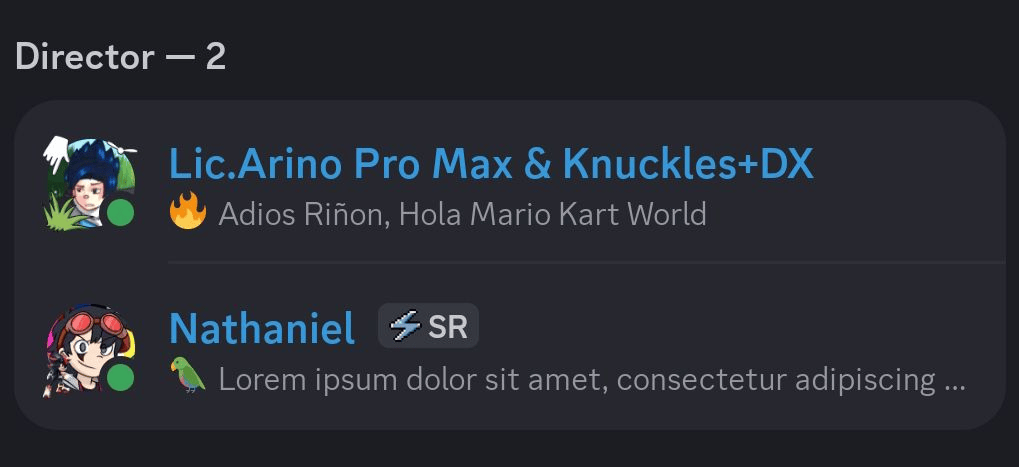 Director — 2
Lic.Arino Pro Max & Knuckles+DX
🔥 Adios Riñon, Hola Mario Kart World
Nathaniel SR
🦜 Lorem ipsum dolor sit amet, consectetur adipiscing ...